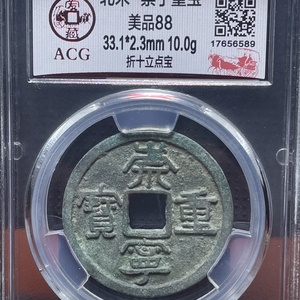 北宋·崇宁重宝
美品88
33.1*2.3mm 10.0g
折十立点宝
ACG
17656589
崇
寶 重
寧